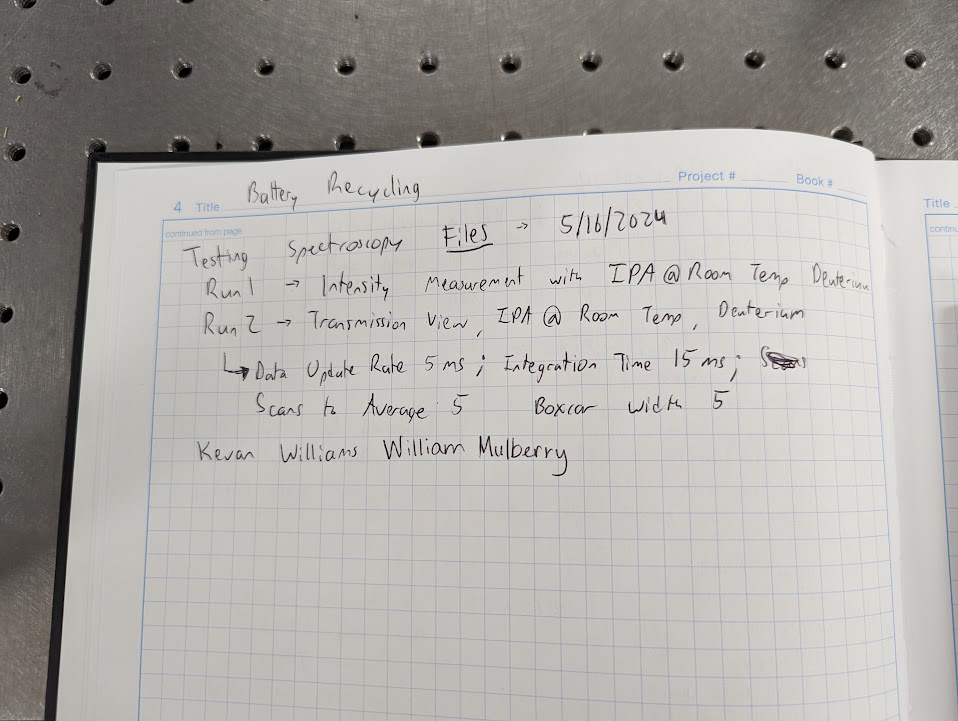 Battery Recycling
Project # Book #
4 Title
Title
continued from page
Testing Spectroscopy Files → 5/16/2024
Run 1 → Intensity Measurement with IPA @ Room Temp Deuterium
Run 2 → Transmission View, IPA @ Room Temp, Deuterium
↳ Data Update Rate 5 ms; Integration Time 15 ms;
Scans to Average 5 Boxcar width 5
Kevan Williams William Mulberry